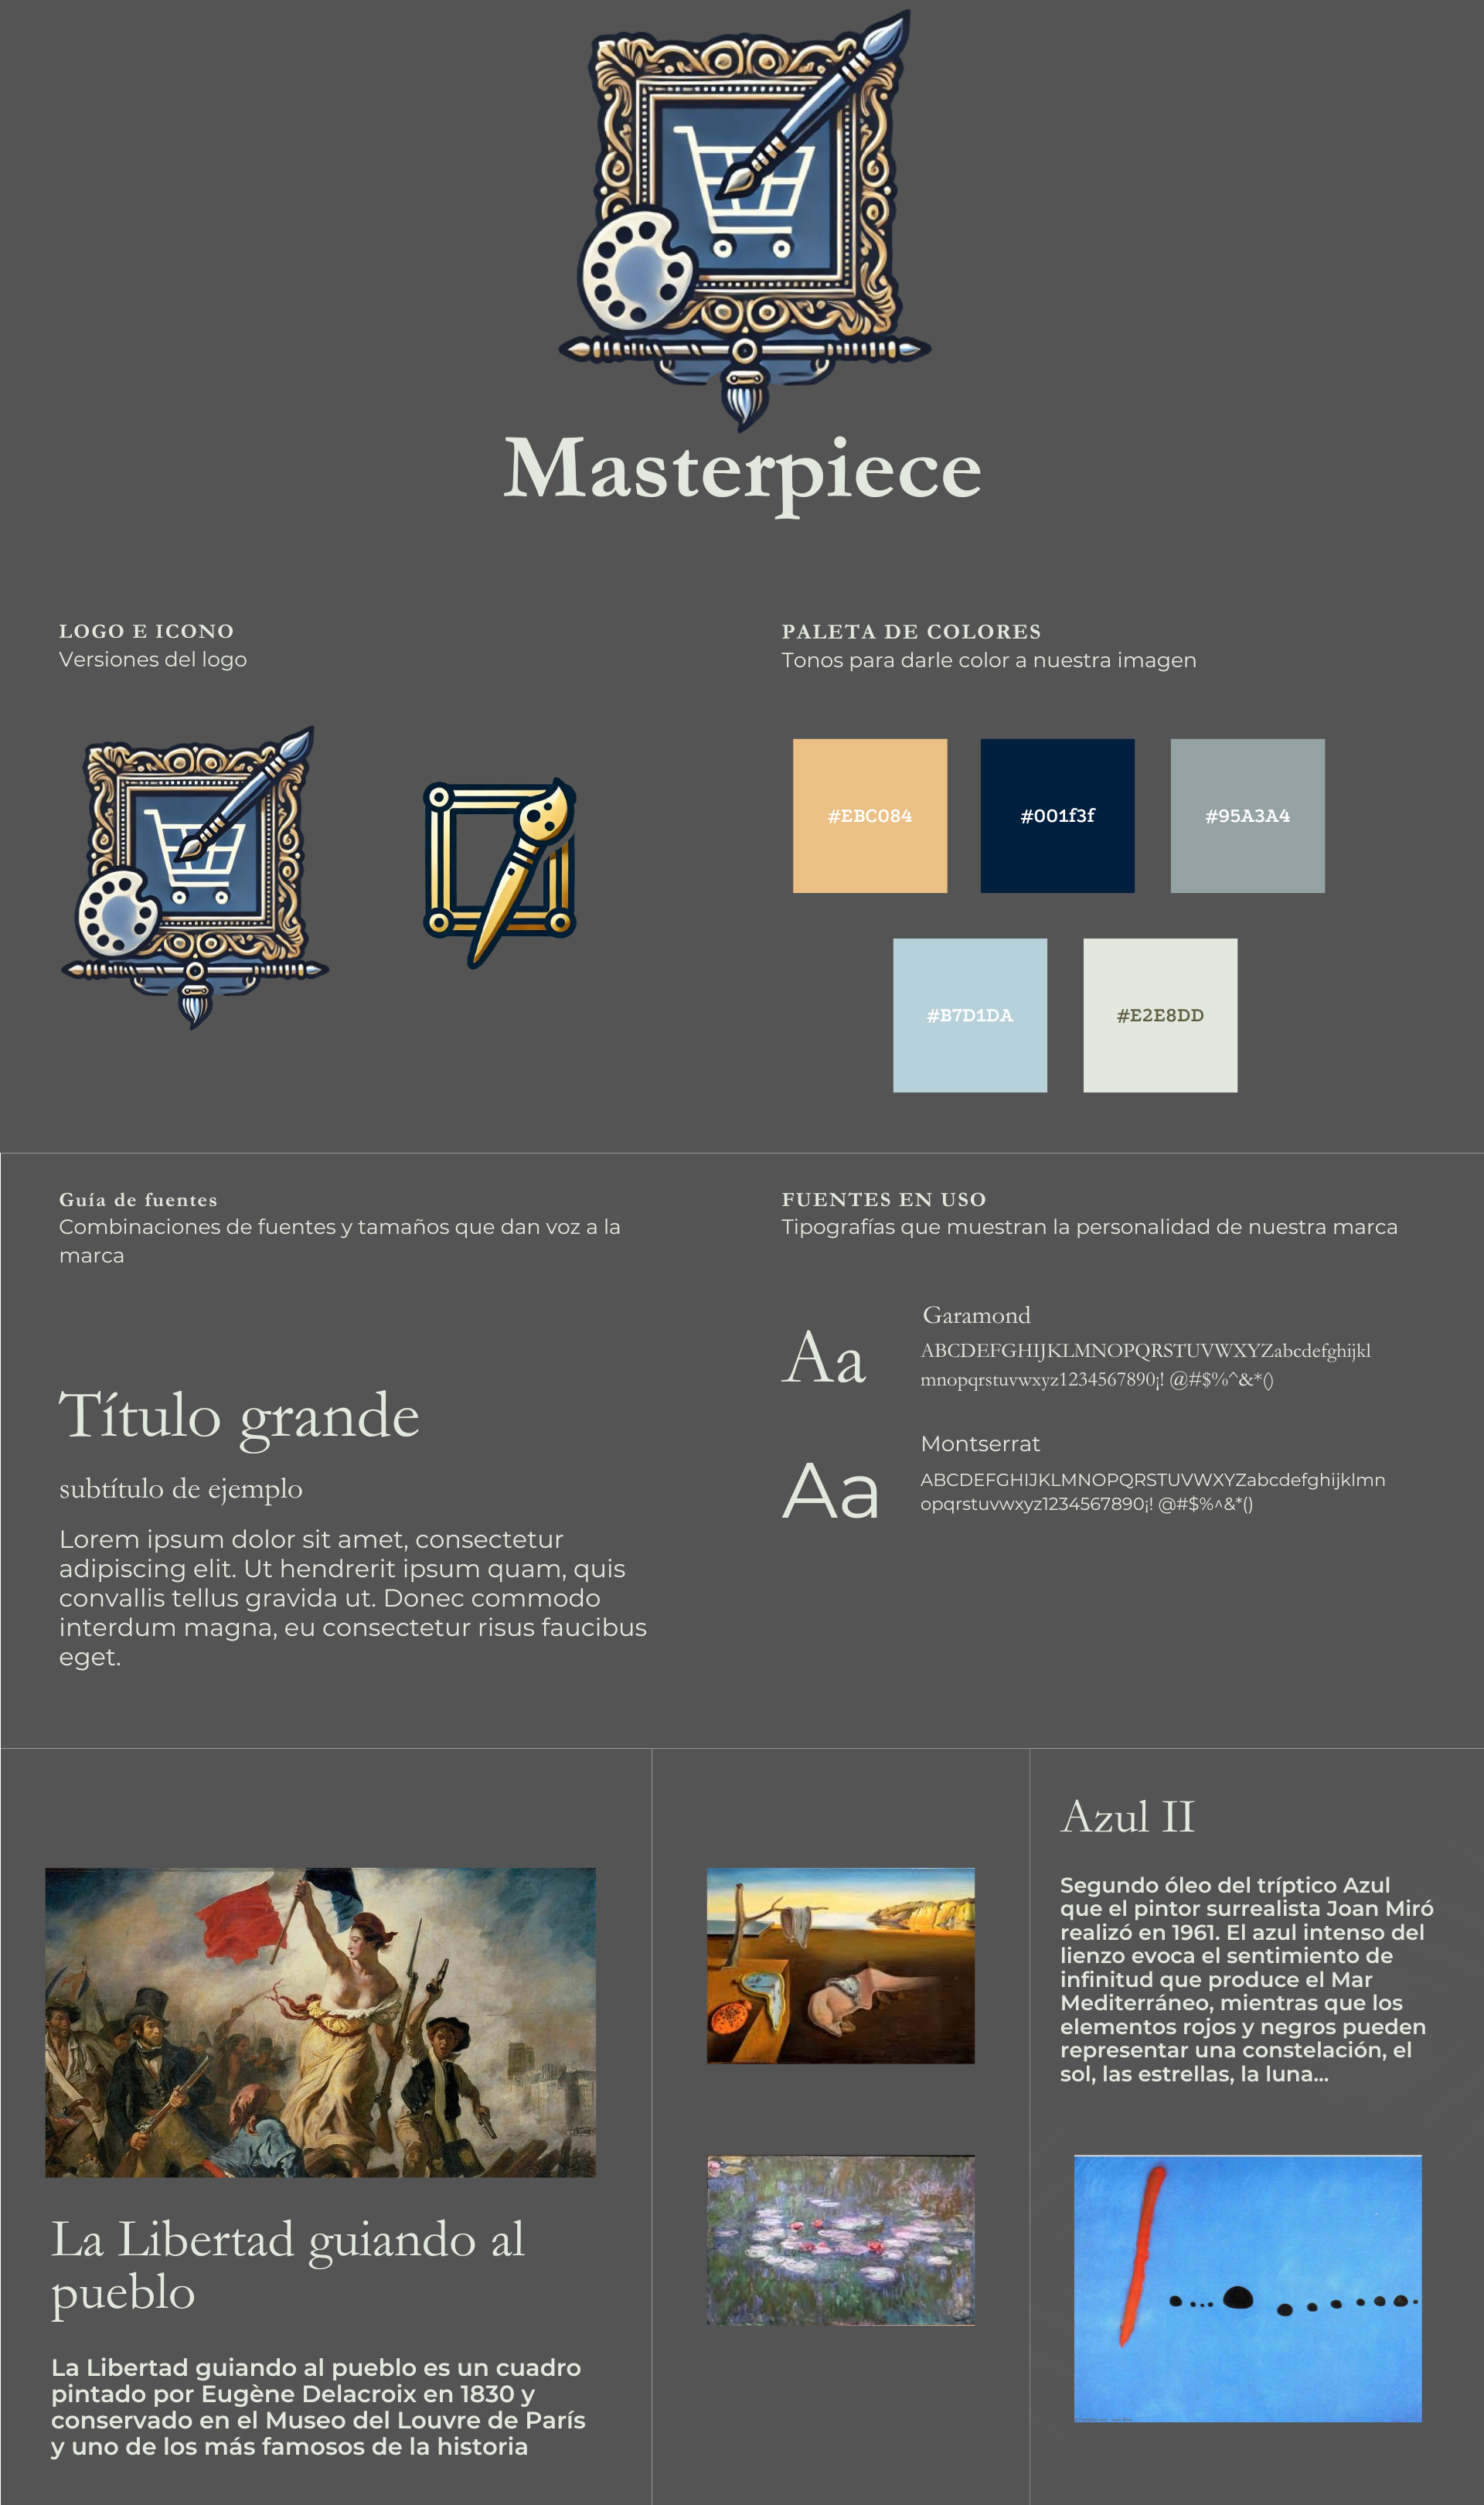 Masterpiece
LOGO E ICONO
Versiones del logo
PALETA DE COLORES
Tonos para darle color a nuestra imagen
#EBC084
#001f3f
#95A3A4
#B7D1DA
#E2E8DD
Guía de fuentes
Combinaciones de fuentes y tamaños que dan voz a la
marca
Título grande
subtítulo de ejemplo
Lorem ipsum dolor sit amet, consectetur
adipiscing elit. Ut hendrerit ipsum quam, quis
convallis tellus gravida ut. Donec commodo
interdum magna, eu consectetur risus faucibus
eget.
FUENTES EN USO
Tipografías que muestran la personalidad de nuestra marca
Aa
Garamond
ABCDEFGHIJKLMNOPQRSTUVWXYZabcdefghijkl
mnopqrstuvwxyz1234567890¡! @#$%^&*()
Aa
Montserrat
ABCDEFGHIJKLMNOPQRSTUVWXYZabcdefghijklmn
opqrstuvwxyz1234567890¡! @#$%^&*()
La Libertad guiando al
pueblo
La Libertad guiando al pueblo es un cuadro
pintado por Eugène Delacroix en 1830 y
conservado en el Museo del Louvre de París
y uno de los más famosos de la historia
Azul II
Segundo óleo del tríptico Azul
que el pintor surrealista Joan Miró
realizó en 1961. El azul intenso del
lienzo evoca el sentimiento de
infinitud que produce el Mar
Mediterráneo, mientras que los
elementos rojos y negros pueden
representar una constelación, el
sol, las estrellas, la luna...